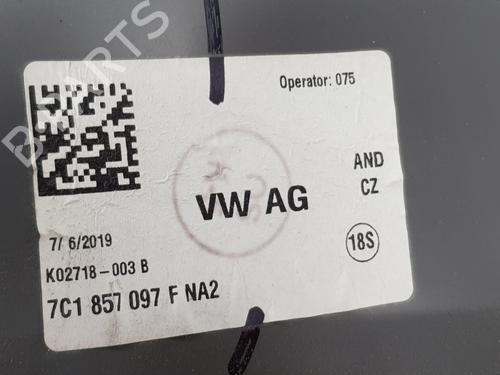 Operator: 075
AND
CZ
VW AG
18S
7/ 6/2019
K02718-003 B
7C1 857 097 F NA2